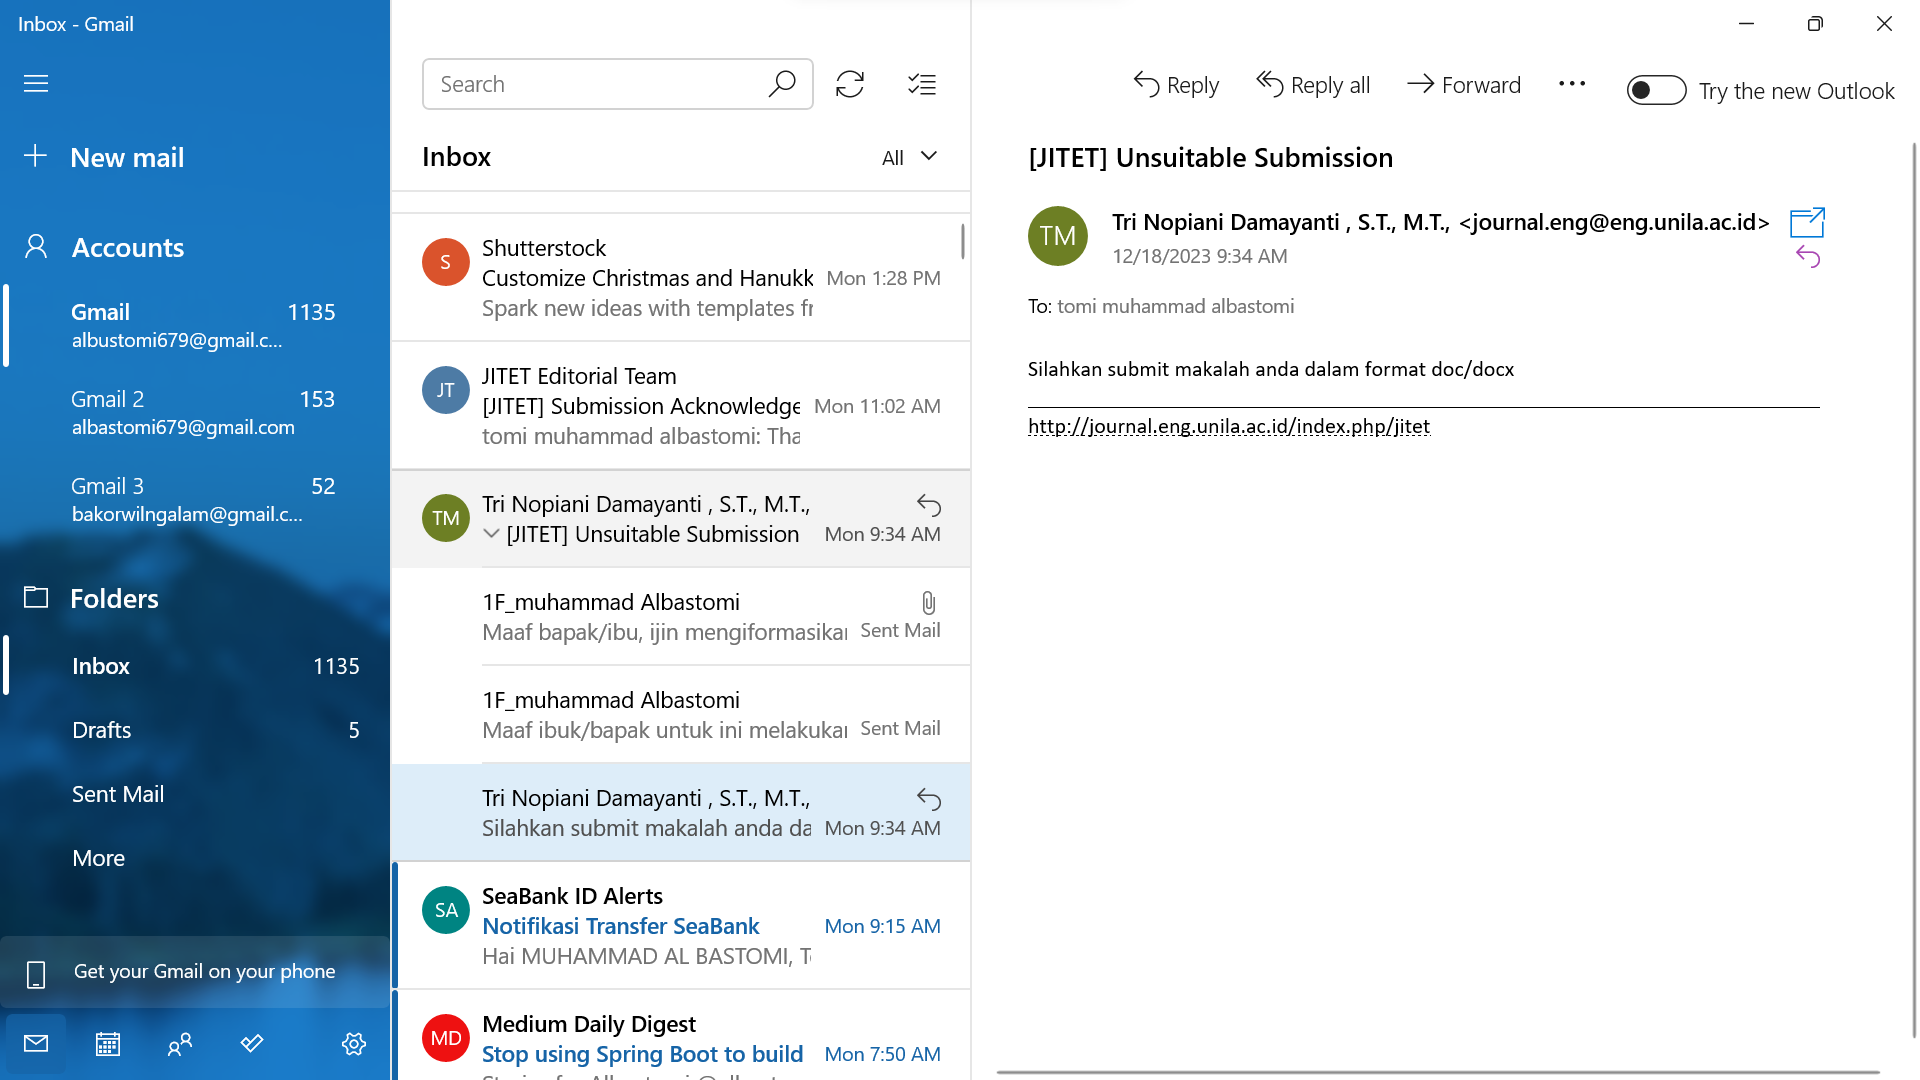 Inbox - Gmail
New mail
Accounts
Gmail 1135
albustomi679@gmail.c...
Gmail 2 153
albastomi679@gmail.com
Gmail 3 52
bakorwilngalam@gmail.c...
Folders
Inbox 1135
Drafts 5
Sent Mail
More
Get your Gmail on your phone
Search
Inbox All
S
Shutterstock
Customize Christmas and Hanukk Mon 1:28 PM
Spark new ideas with templates fr
JT
JITET Editorial Team
[JITET] Submission Acknowledge Mon 11:02 AM
tomi muhammad albastomi: Tha
TM
Tri Nopiani Damayanti , S.T., M.T.,
[JITET] Unsuitable Submission Mon 9:34 AM
1F_muhammad Albastomi
Maaf bapak/ibu, ijin mengiformasikan Sent Mail
1F_muhammad Albastomi
Maaf ibuk/bapak untuk ini melakukan Sent Mail
Tri Nopiani Damayanti , S.T., M.T.,
Silahkan submit makalah anda da Mon 9:34 AM
SA
SeaBank ID Alerts
Notifikasi Transfer SeaBank Mon 9:15 AM
Hai MUHAMMAD AL BASTOMI, T
MD
Medium Daily Digest
Stop using Spring Boot to build Mon 7:50 AM
Reply Reply all Forward ... Try the new Outlook
[JITET] Unsuitable Submission
TM
Tri Nopiani Damayanti , S.T., M.T., <journal.eng@eng.unila.ac.id>
12/18/2023 9:34 AM
To: tomi muhammad albastomi
Silahkan submit makalah anda dalam format doc/docx
http://journal.eng.unila.ac.id/index.php/jitet